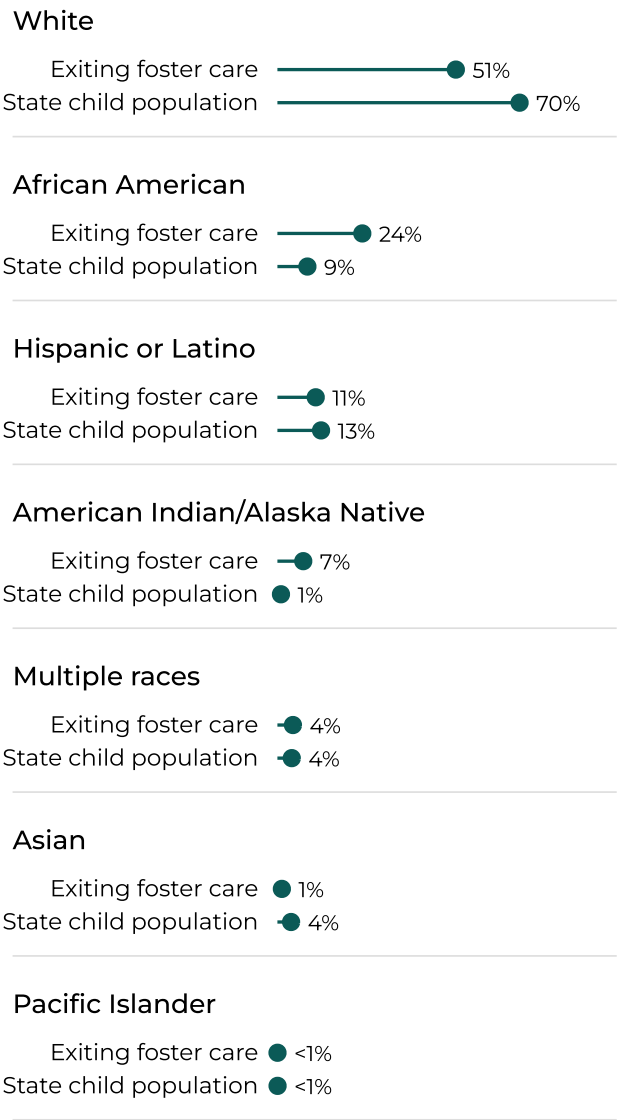 White
Exiting foster care 51%
State child population 70%
African American
Exiting foster care 24%
State child population 9%
Hispanic or Latino
Exiting foster care 11%
State child population 13%
American Indian/Alaska Native
Exiting foster care 7%
State child population 1%
Multiple races
Exiting foster care 4%
State child population 4%
Asian
Exiting foster care 1%
State child population 4%
Pacific Islander
Exiting foster care <1%
State child population <1%